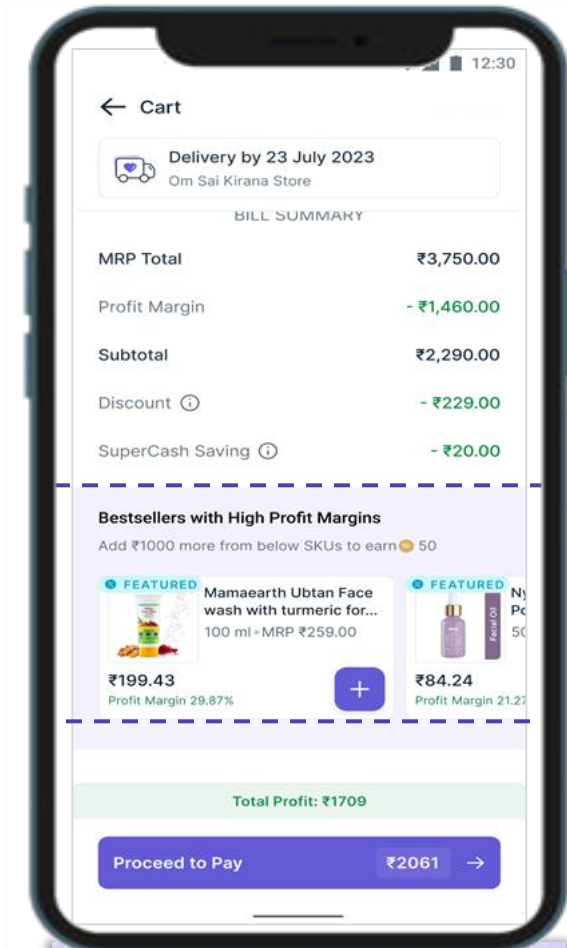 12:30
← Cart
Delivery by 23 July 2023
Om Sai Kirana Store
BILL SUMMARY
MRP Total ₹3,750.00
Profit Margin - ₹1,460.00
Subtotal ₹2,290.00
Discount - ₹229.00
SuperCash Saving - ₹20.00
Bestsellers with High Profit Margins
Add ₹1000 more from below SKUs to earn 50
FEATURED
Mamaearth Ubtan Face
wash with turmeric for...
100 ml MRP ₹259.00
₹199.43
Profit Margin 29.87%
FEATURED
Facial Oil
₹84.24
Profit Margin 21.27
Total Profit: ₹1709
Proceed to Pay ₹2061 →